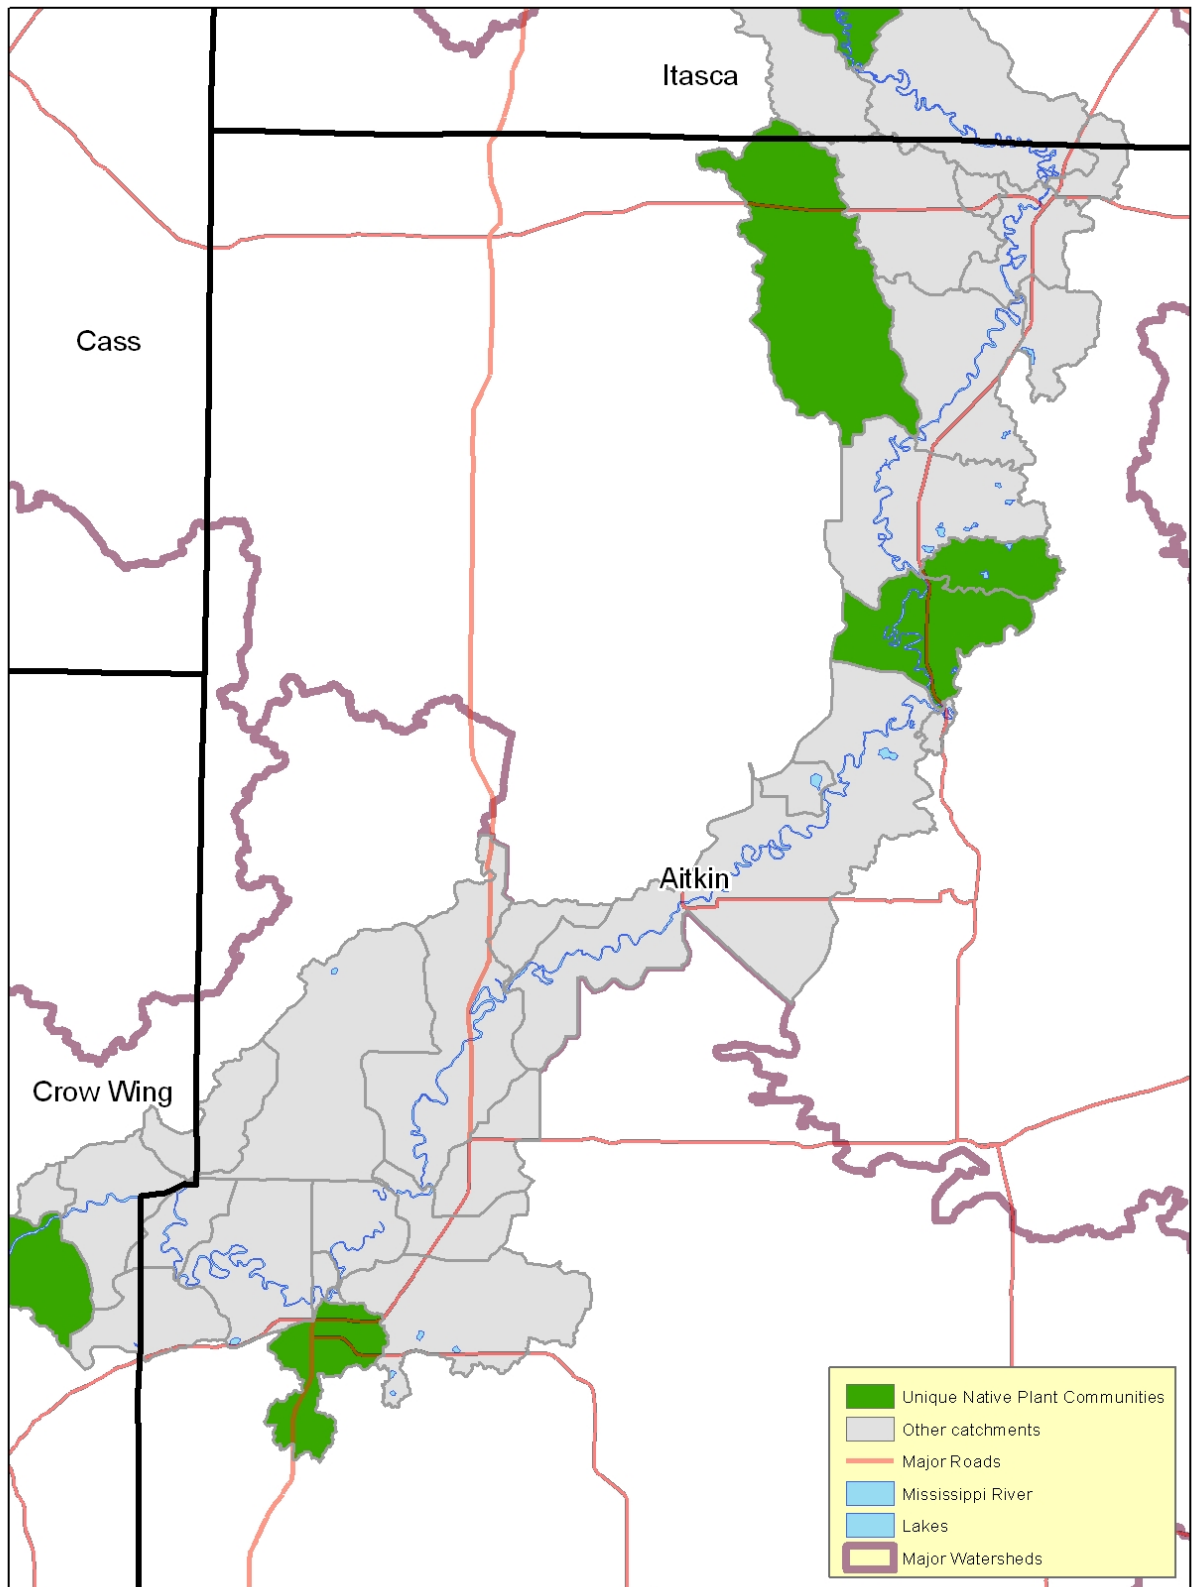 Itasca
Cass
Aitkin
Crow Wing
Unique Native Plant Communities
Other catchments
Major Roads
Mississippi River
Lakes
Major Watersheds